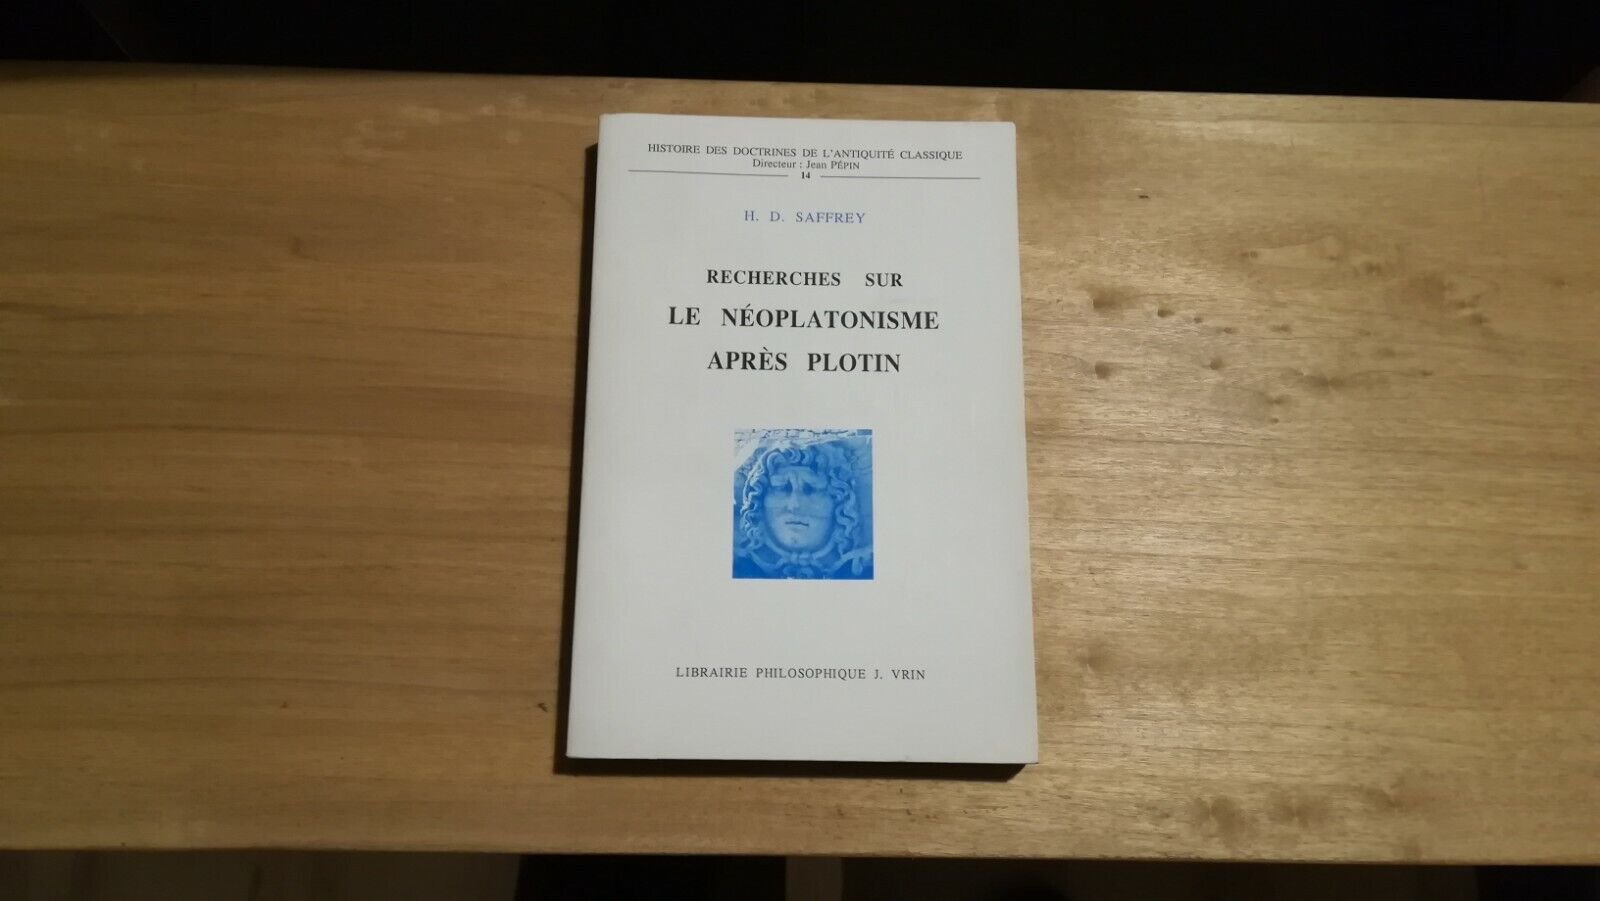 HISTOIRE DES DOCTRINES DE L'ANTIQUITÉ CLASSIQUE
Directeur : Jean PÉPIN
14
H. D. SAFFREY
RECHERCHES SUR
LE NÉOPLATONISME
APRÈS PLOTIN
LIBRAIRIE PHILOSOPHIQUE J. VRIN